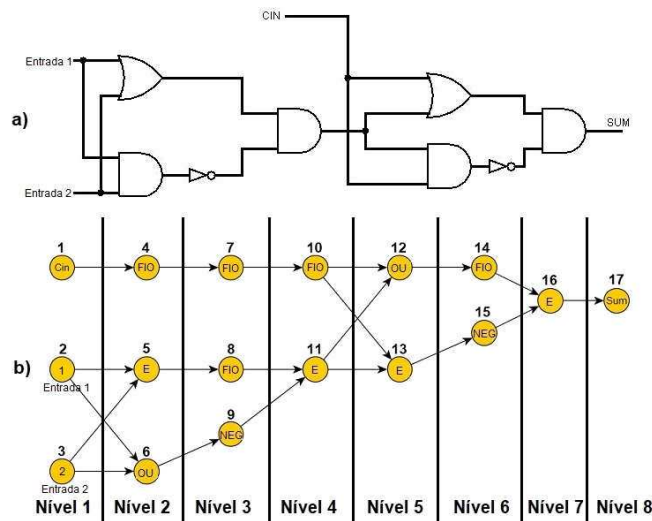 CIN
Entrada 1
a)
SUM
Entrada 2
1 4 7 10 12 14
Cin FIO FIO FIO OU FIO
16 17
E Sum
15
NEG
2 5 8 11 13
b) 1 E FIO E E
Entrada 1
9
NEG
3 6
2 OU
Entrada 2
Nível 1 Nível 2 Nível 3 Nível 4 Nível 5 Nível 6 Nível 7 Nível 8